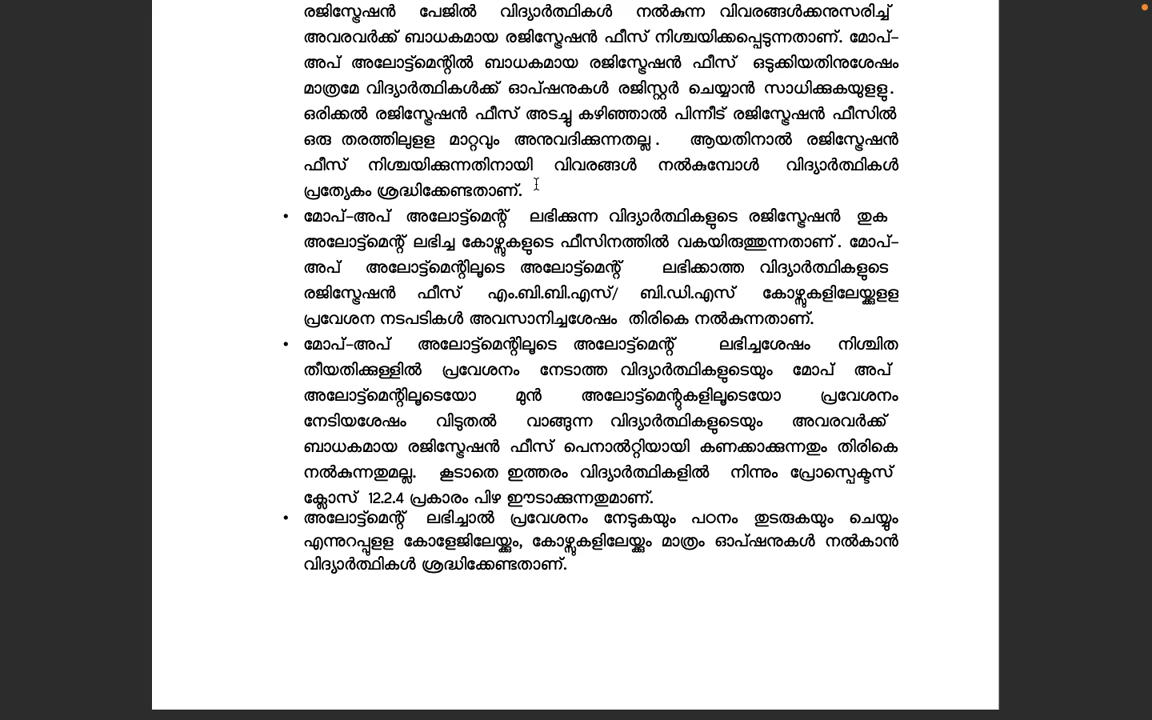 രജിസ്ട്രേഷൻ പേജിൽ വിദ്യാർത്ഥികൾ നൽകുന്ന വിവരങ്ങൾക്കനുസരിച്ച്
അവരവർക്ക് ബാധകമായ രജിസ്ട്രേഷൻ ഫീസ് നിശ്ചയിക്കപ്പെടുന്നതാണ്. മോപ്-
അപ് അലോട്ട്മെന്റിൽ ബാധകമായ രജിസ്ട്രേഷൻ ഫീസ് ഒടുക്കിയതിനുശേഷം
മാത്രമേ വിദ്യാർത്ഥികൾക്ക് ഓപ്ഷനുകൾ രജിസ്റ്റർ ചെയ്യാൻ സാധിക്കുകയുളളു.
ഒരിക്കൽ രജിസ്ട്രേഷൻ ഫീസ് അടച്ചു കഴിഞ്ഞാൽ പിന്നീട് രജിസ്ട്രേഷൻ ഫീസിൽ
ഒരു തരത്തിലുളള മാറ്റവും അനുവദിക്കുന്നതല്ല. ആയതിനാൽ രജിസ്ട്രേഷൻ
ഫീസ് നിശ്ചയിക്കുന്നതിനായി വിവരങ്ങൾ നൽകുമ്പോൾ വിദ്യാർത്ഥികൾ
പ്രത്യേകം ശ്രദ്ധിക്കേണ്ടതാണ്.
• മോപ്-അപ് അലോട്ട്മെന്റ് ലഭിക്കുന്ന വിദ്യാർത്ഥികളുടെ രജിസ്ട്രേഷൻ തുക
അലോട്ട്മെന്റ് ലഭിച്ച കോഴ്സുകളുടെ ഫീസിനത്തിൽ വകയിരുത്തുന്നതാണ്. മോപ്-
അപ് അലോട്ട്മെന്റിലൂടെ അലോട്ട്മെന്റ് ലഭിക്കാത്ത വിദ്യാർത്ഥികളുടെ
രജിസ്ട്രേഷൻ ഫീസ് എം.ബി.ബി.എസ്/ ബി.ഡി.എസ് കോഴ്സുകളിലേയ്ക്കുളള
പ്രവേശന നടപടികൾ അവസാനിച്ചശേഷം തിരികെ നൽകുന്നതാണ്.
• മോപ്-അപ് അലോട്ട്മെന്റിലൂടെ അലോട്ട്മെന്റ് ലഭിച്ചശേഷം നിശ്ചിത
തീയതിക്കുള്ളിൽ പ്രവേശനം നേടാത്ത വിദ്യാർത്ഥികളുടെയും മോപ് അപ്
അലോട്ട്മെന്റിലൂടെയോ മുൻ അലോട്ട്മെന്റുകളിലൂടെയോ പ്രവേശനം
നേടിയശേഷം വിടുതൽ വാങ്ങുന്ന വിദ്യാർത്ഥികളുടെയും അവരവർക്ക്
ബാധകമായ രജിസ്ട്രേഷൻ ഫീസ് പെനാൽറ്റിയായി കണക്കാക്കുന്നതും തിരികെ
നൽകുന്നതുമല്ല. കൂടാതെ ഇത്തരം വിദ്യാർത്ഥികളിൽ നിന്നും പ്രോസ്പെക്ടസ്
ക്ലോസ് 12.2.4 പ്രകാരം പിഴ ഈടാക്കുന്നതുമാണ്.
• അലോട്ട്മെന്റ് ലഭിച്ചാൽ പ്രവേശനം നേടുകയും പഠനം തുടരുകയും ചെയ്യും
എന്നുറപ്പുളള കോളേജിലേയ്ക്കും, കോഴ്സുകളിലേയ്ക്കും മാത്രം ഓപ്ഷനുകൾ നൽകാൻ
വിദ്യാർത്ഥികൾ ശ്രദ്ധിക്കേണ്ടതാണ്.